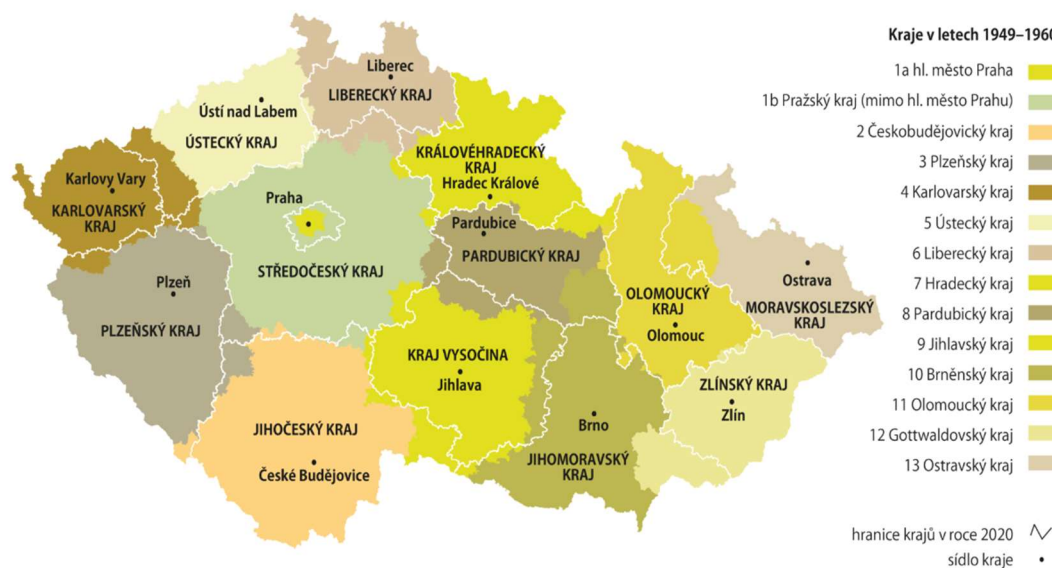 Kraje v letech 1949–1960
1a hl. město Praha
1b Pražský kraj (mimo hl. město Prahu)
2 Českobudějovický kraj
3 Plzeňský kraj
4 Karlovarský kraj
5 Ústecký kraj
6 Liberecký kraj
7 Hradecký kraj
8 Pardubický kraj
9 Jihlavský kraj
10 Brněnský kraj
11 Olomoucký kraj
12 Gottwaldovský kraj
13 Ostravský kraj
hranice krajů v roce 2020
sídlo kraje
Liberec
LIBERECKÝ KRAJ
Ústí nad Labem
ÚSTECKÝ KRAJ
KRÁLOVÉHRADECKÝ
KRAJ
Hradec Králové
Karlovy Vary
KARLOVARSKÝ
KRAJ
Praha
STŘEDOČESKÝ KRAJ
Pardubice
PARDUBICKÝ KRAJ
Plzeň
PLZEŇSKÝ KRAJ
OLOMOUCKÝ
KRAJ
Olomouc
Ostrava
MORAVSKOSLEZSKÝ
KRAJ
KRAJ VYSOČINA
Jihlava
ZLÍNSKÝ KRAJ
Zlín
JIHOČESKÝ KRAJ
České Budějovice
Brno
JIHOMORAVSKÝ
KRAJ